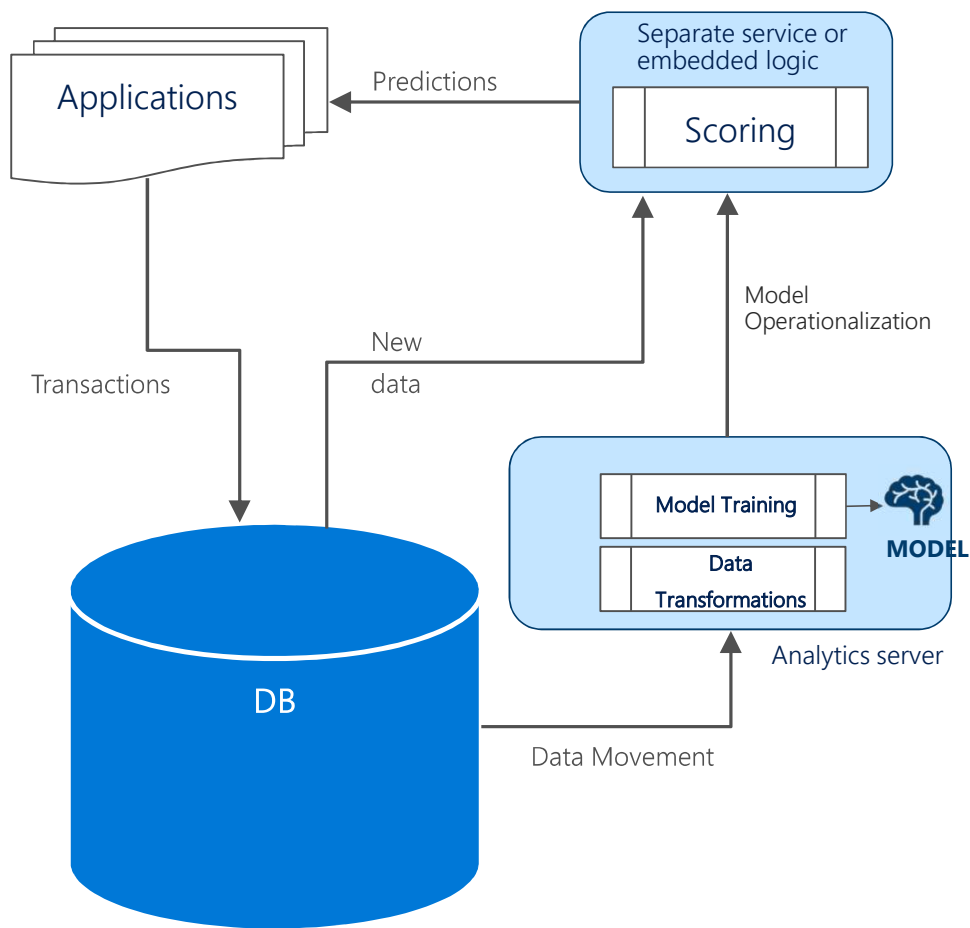 Separate service or
embedded logic
Applications
Predictions
Scoring
Model
Operationalization
New
data
Transactions
Model Training
MODEL
Data
Transformations
Analytics server
DB
Data Movement